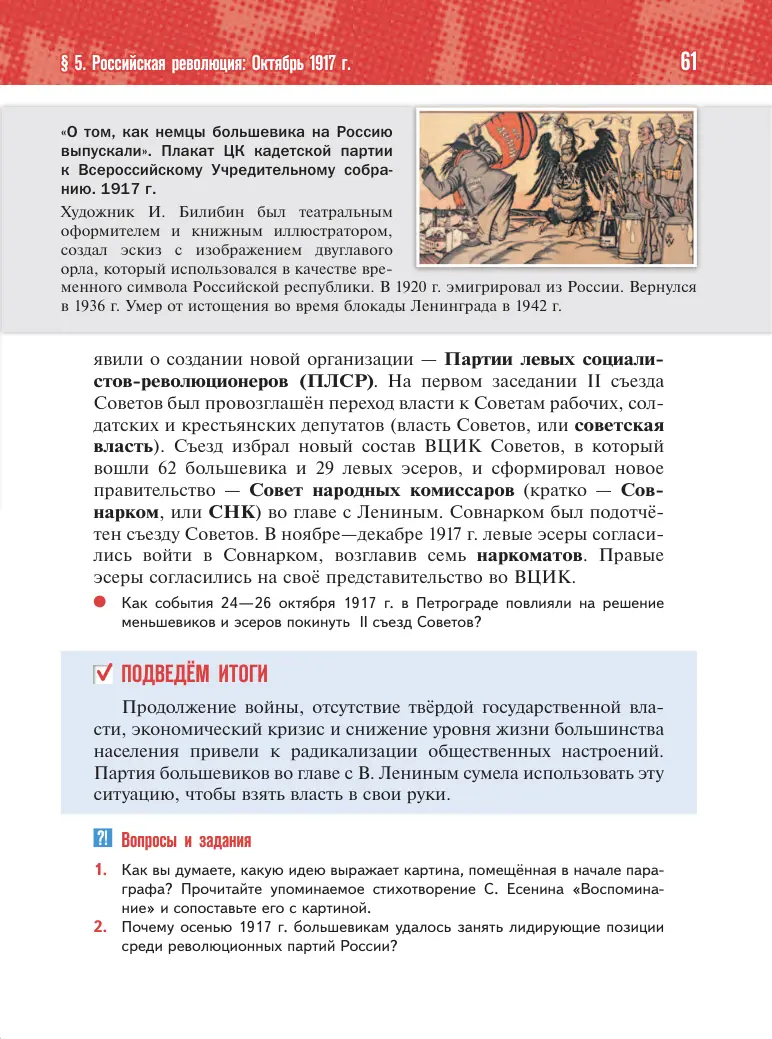 § 5. Российская революция: Октябрь 1917 г.
61
«О том, как немцы большевика на Россию
выпускали». Плакат ЦК кадетской партии
к Всероссийскому Учредительному собра-
нию. 1917 г.
Художник И. Билибин был театральным
оформителем и книжным иллюстратором,
создал эскиз с изображением двуглавого
орла, который использовался в качестве вре-
менного символа Российской республики. В 1920 г. эмигрировал из России. Вернулся
в 1936 г. Умер от истощения во время блокады Ленинграда в 1942 г.
явили о создании новой организации — Партии левых социали-
стов-революционеров (ПЛСР). На первом заседании II съезда
Советов был провозглашён переход власти к Советам рабочих, сол-
датских и крестьянских депутатов (власть Советов, или советская
власть). Съезд избрал новый состав ВЦИК Советов, в который
вошли 62 большевика и 29 левых эсеров, и сформировал новое
правительство — Совет народных комиссаров (кратко — Сов-
нарком, или СНК) во главе с Лениным. Совнарком был подотчё-
тен съезду Советов. В ноябре—декабре 1917 г. левые эсеры согласи-
лись войти в Совнарком, возглавив семь наркоматов. Правые
эсеры согласились на своё представительство во ВЦИК.
Как события 24—26 октября 1917 г. в Петрограде повлияли на решение
меньшевиков и эсеров покинуть II съезд Советов?
ПОДВЕДЁМ ИТОГИ
Продолжение войны, отсутствие твёрдой государственной вла-
сти, экономический кризис и снижение уровня жизни большинства
населения привели к радикализации общественных настроений.
Партия большевиков во главе с В. Лениным сумела использовать эту
ситуацию, чтобы взять власть в свои руки.
?! Вопросы и задания
1. Как вы думаете, какую идею выражает картина, помещённая в начале пара-
графа? Прочитайте упоминаемое стихотворение С. Есенина «Воспомина-
ние» и сопоставьте его с картиной.
2. Почему осенью 1917 г. большевикам удалось занять лидирующие позиции
среди революционных партий России?